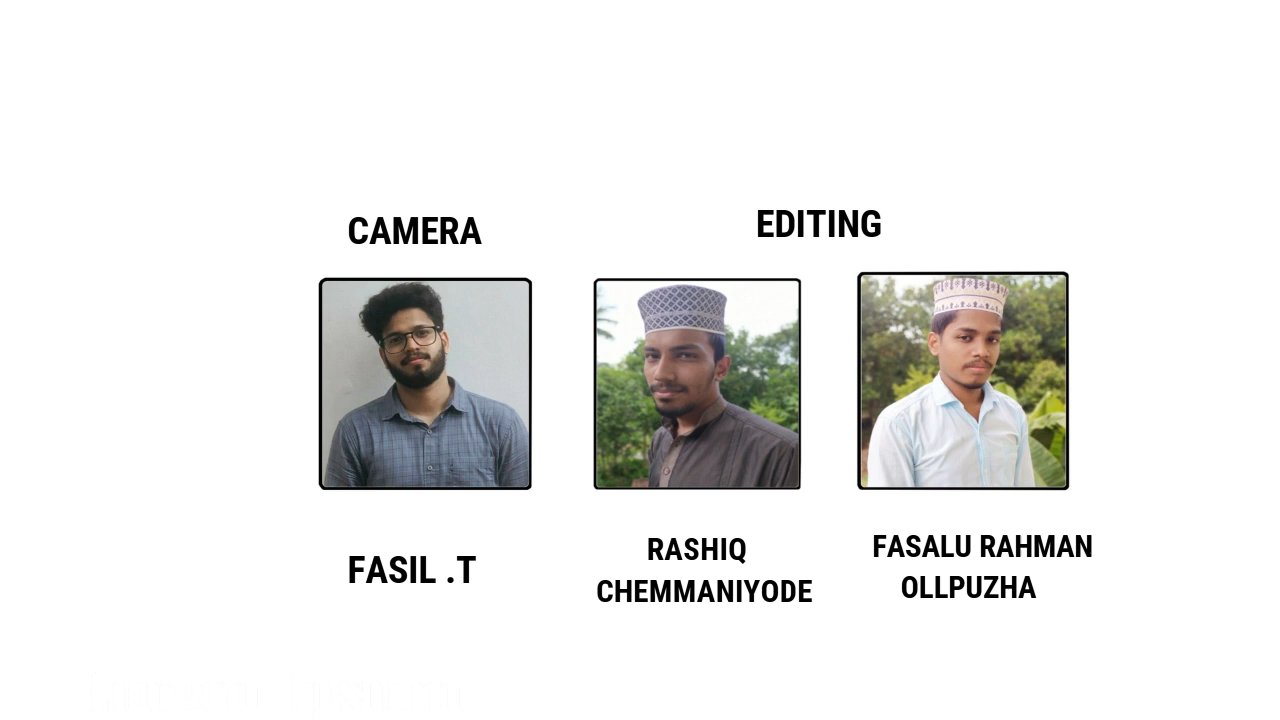 CAMERA
EDITING
FASIL .T
RASHIQ
CHEMMANIYODE
FASALU RAHMAN
OLLPUZHA